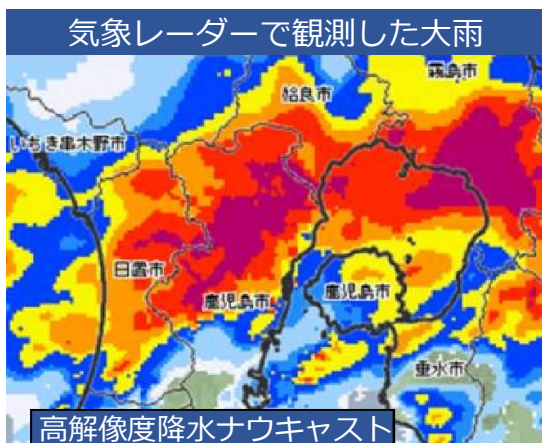 気象レーダーで観測した大雨
霧島市
姶良市
いちき串木野市
日置市
鹿児島市
鹿児島市
垂水市
高解像度降水ナウキャスト